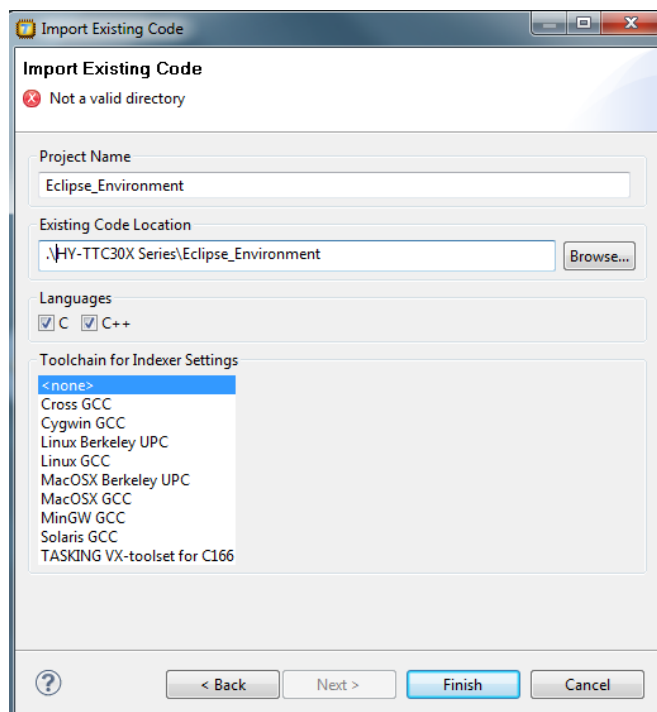 Import Existing Code
Import Existing Code
Not a valid directory
Project Name
Eclipse_Environment
Existing Code Location
.\HY-TTC30X Series\Eclipse_Environment
Browse...
Languages
C C++
Toolchain for Indexer Settings
<none>
Cross GCC
Cygwin GCC
Linux Berkeley UPC
Linux GCC
MacOSX Berkeley UPC
MacOSX GCC
MinGW GCC
Solaris GCC
TASKING VX-toolset for C166
? < Back Next > Finish Cancel